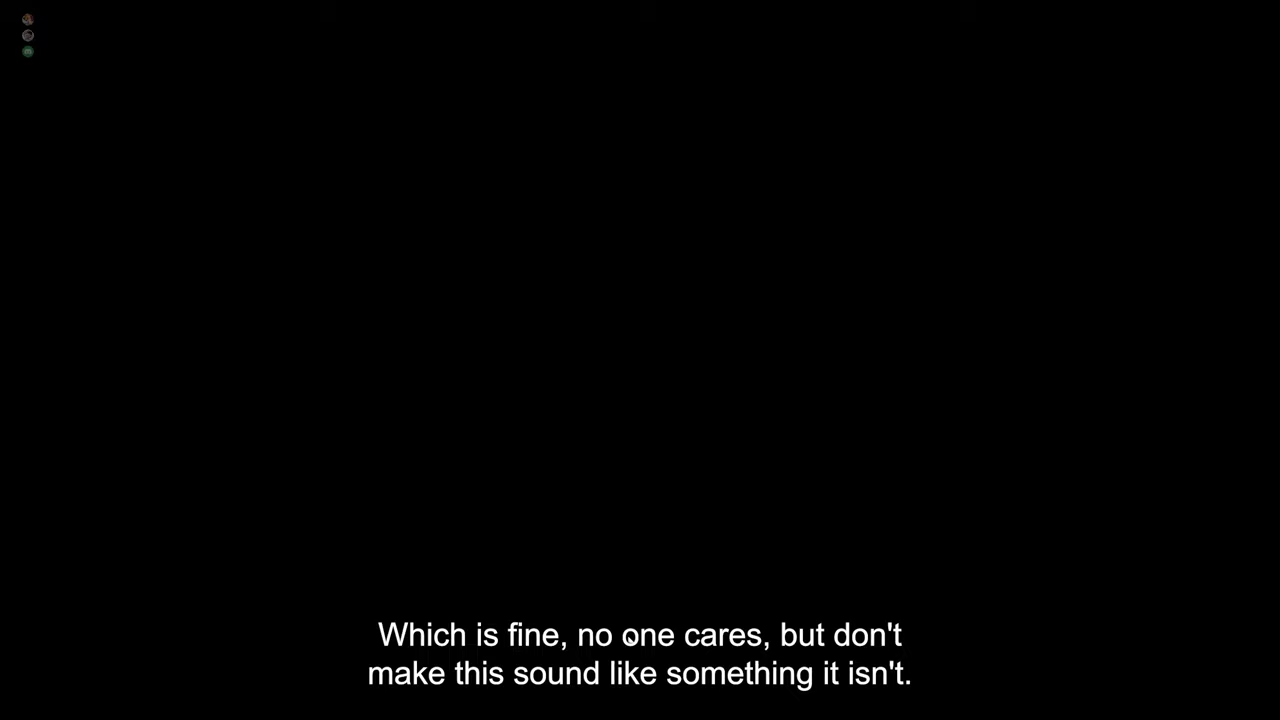 Which is fine, no one cares, but don't
make this sound like something it isn't.